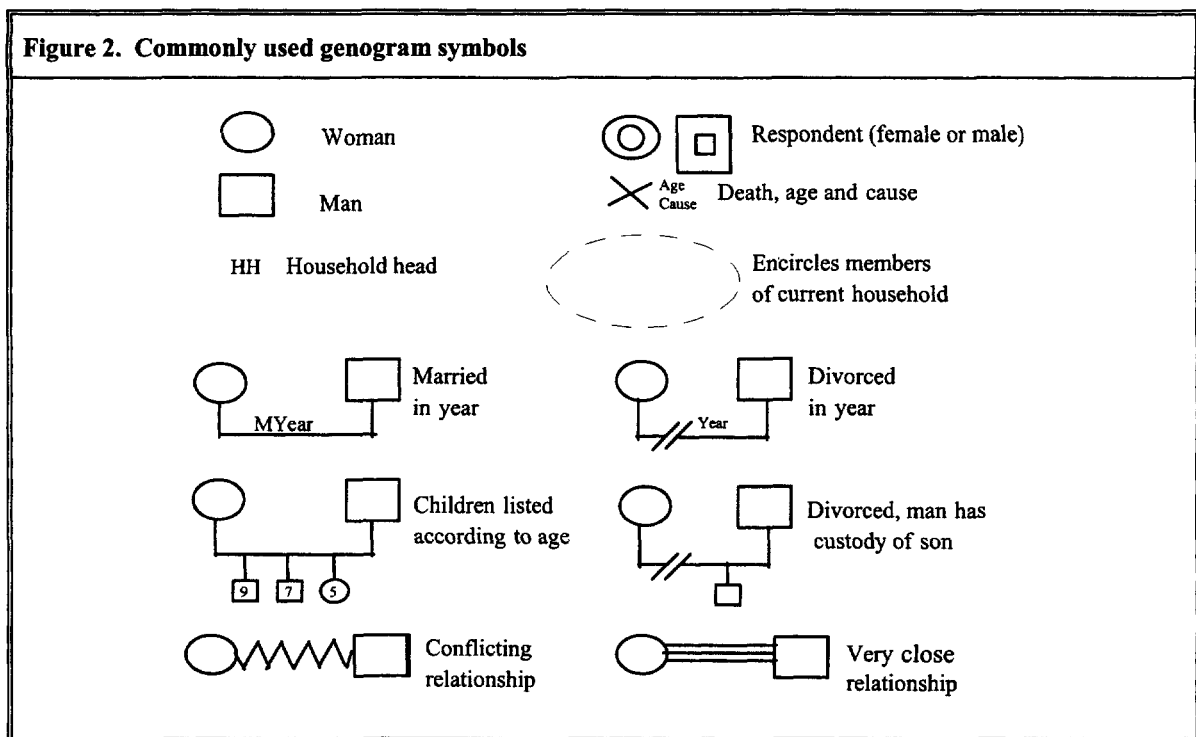 Figure 2. Commonly used genogram symbols
Woman
Respondent (female or male)
Man
Age
Cause
Death, age and cause
HH Household head
Encircles members
of current household
Married
in year
MYear
Divorced
in year
Year
Children listed
according to age
9 7 5
Divorced, man has
custody of son
Conflicting
relationship
Very close
relationship